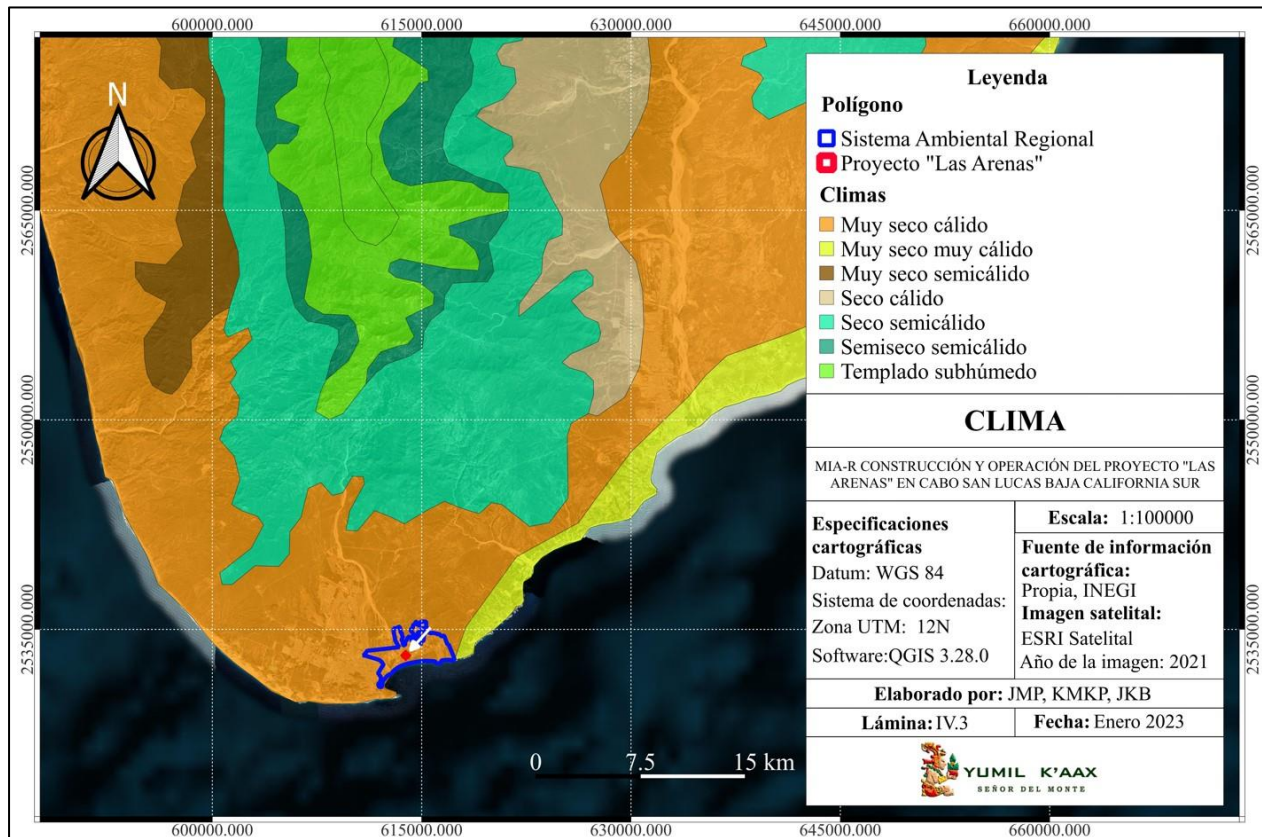 600000.000 615000.000 630000.000 645000.000 660000.000
2565000.000 2550000.000 2535000.000
N
Leyenda
Polígono
Sistema Ambiental Regional
Proyecto "Las Arenas"
Climas
Muy seco cálido
Muy seco muy cálido
Muy seco semicálido
Seco cálido
Seco semicálido
Semiseco semicálido
Templado subhúmedo
CLIMA
MIA-R CONSTRUCCIÓN Y OPERACIÓN DEL PROYECTO "LAS
ARENAS" EN CABO SAN LUCAS BAJA CALIFORNIA SUR
Especificaciones
cartográficas
Datum: WGS 84
Sistema de coordenadas:
Zona UTM: 12N
Software:QGIS 3.28.0
Escala: 1:100000
Fuente de información
cartográfica:
Propia, INEGI
Imagen satelital:
ESRI Satelital
Año de la imagen: 2021
Elaborado por: JMP, KMKP, JKB
Lámina: IV.3 Fecha: Enero 2023
YUMIL K'AAX
SEÑOR DEL MONTE
0 7.5 15 km
2565000.000 2550000.000 2535000.000
600000.000 615000.000 630000.000 645000.000 660000.000